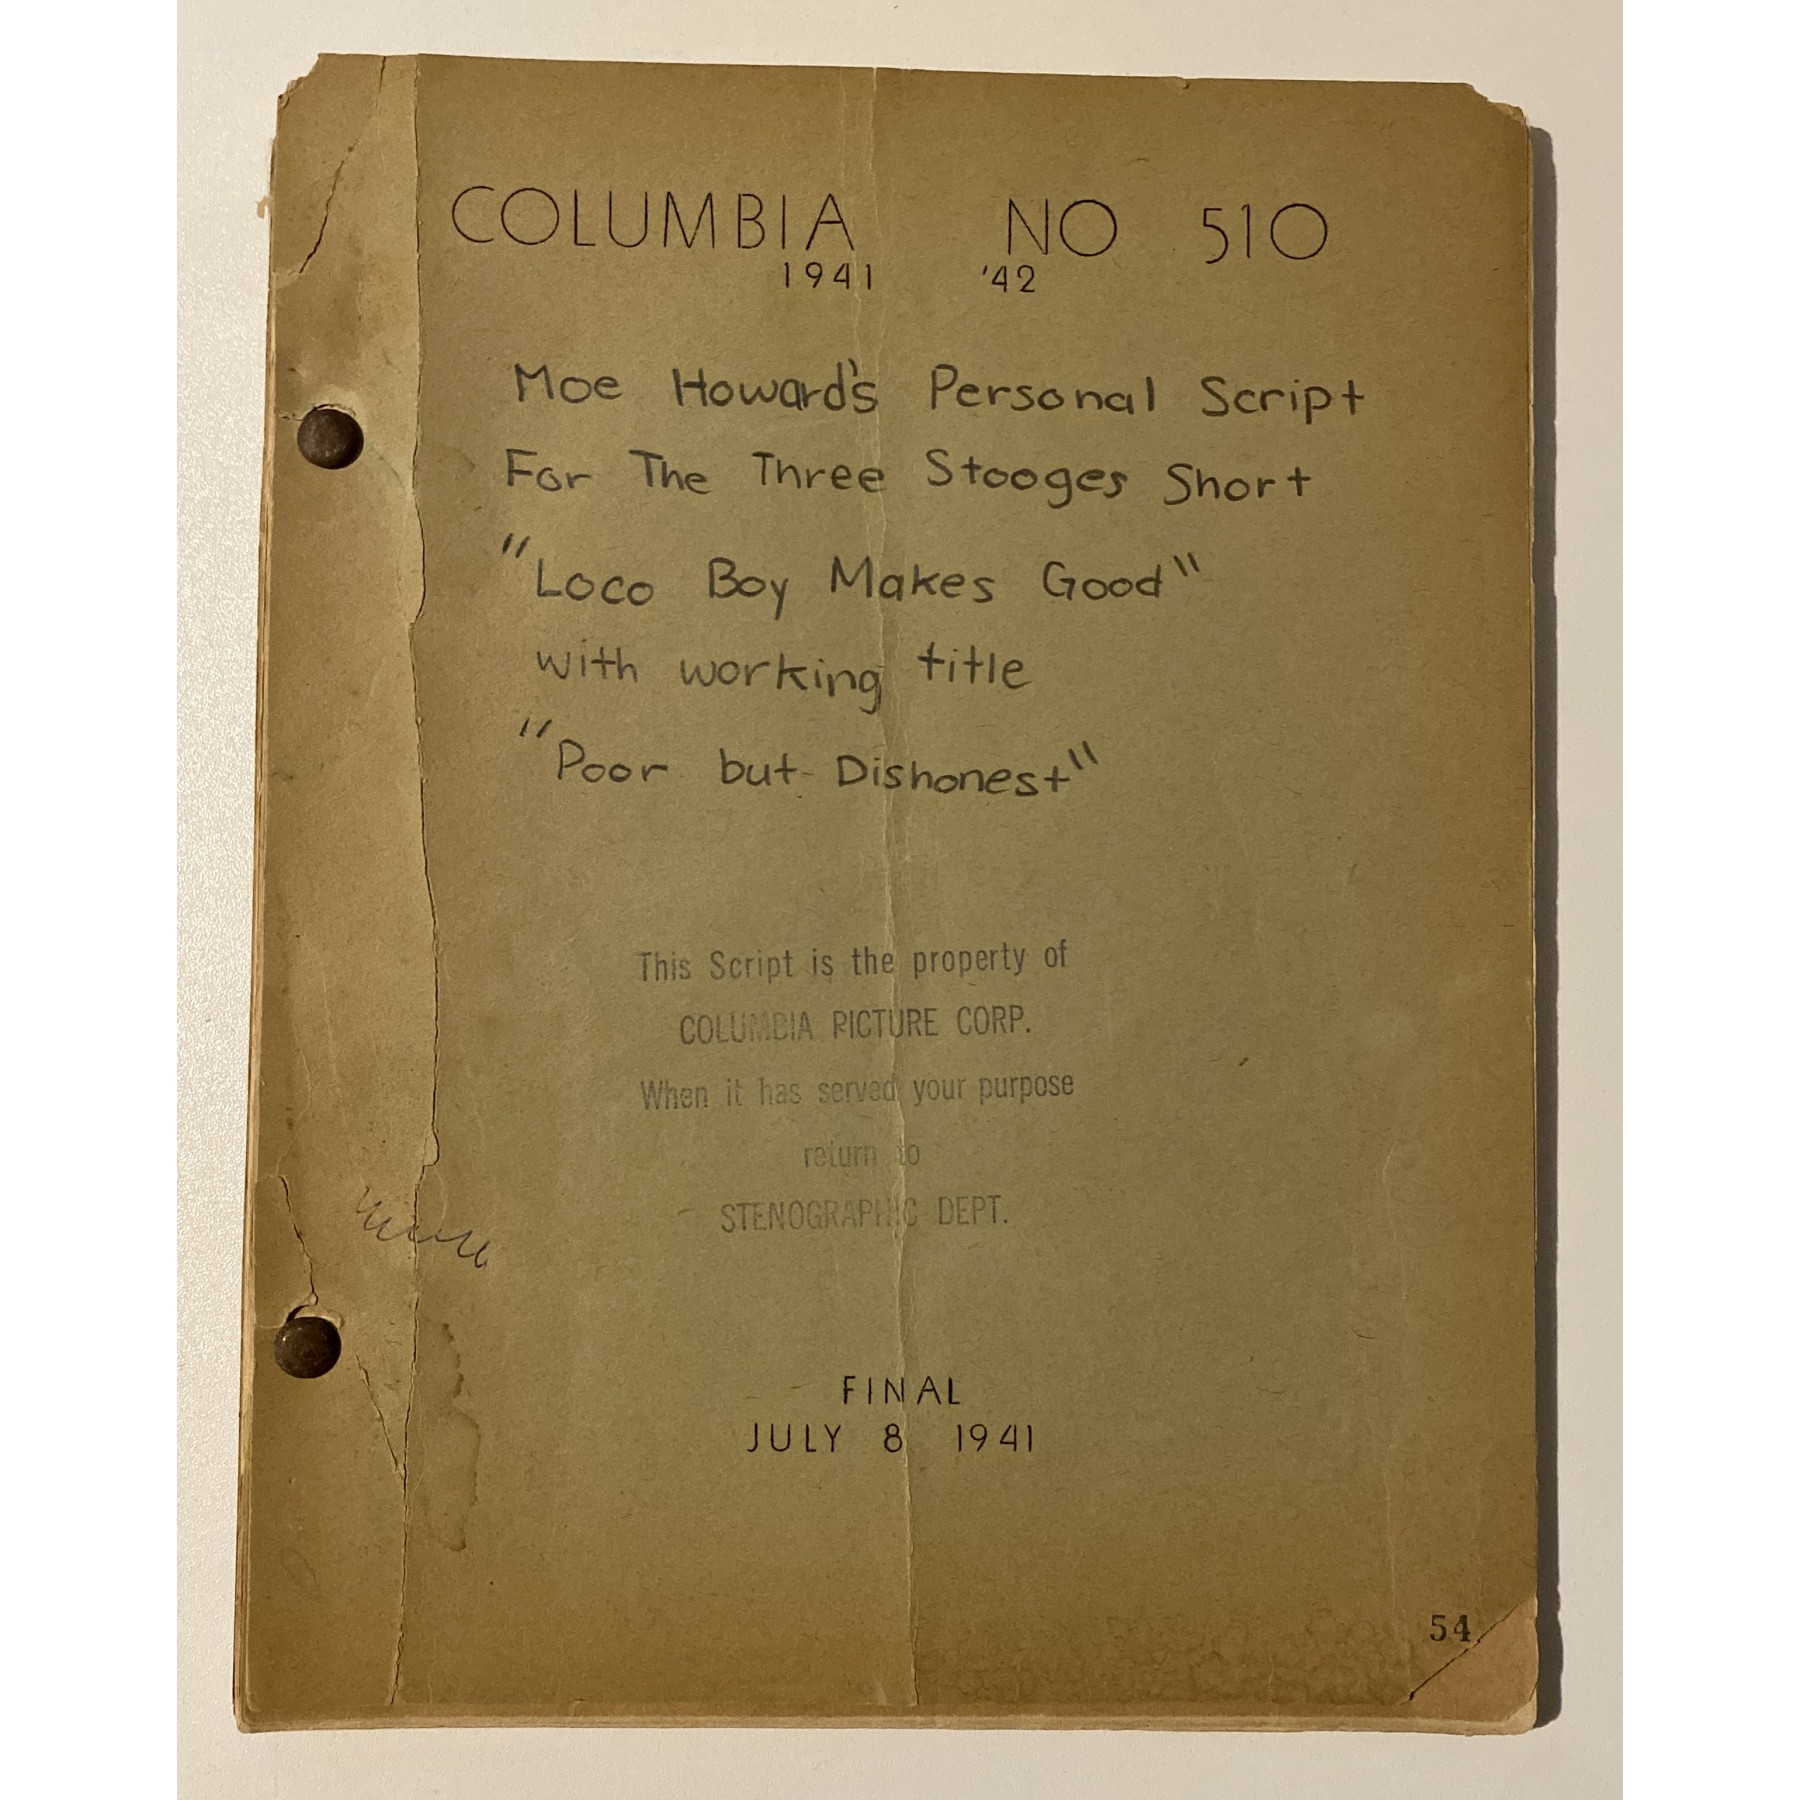 COLUMBIA NO 510
1941 '42
Moe Howard's Personal Script
For The Three Stooges Short
"Loco Boy Makes Good"
with working title
"Poor but Dishonest"
This Script is the property of
COLUMBIA PICTURE CORP.
When it has served your purpose
return to
STENOGRAPHIC DEPT.
FINAL
JULY 8 1941
54